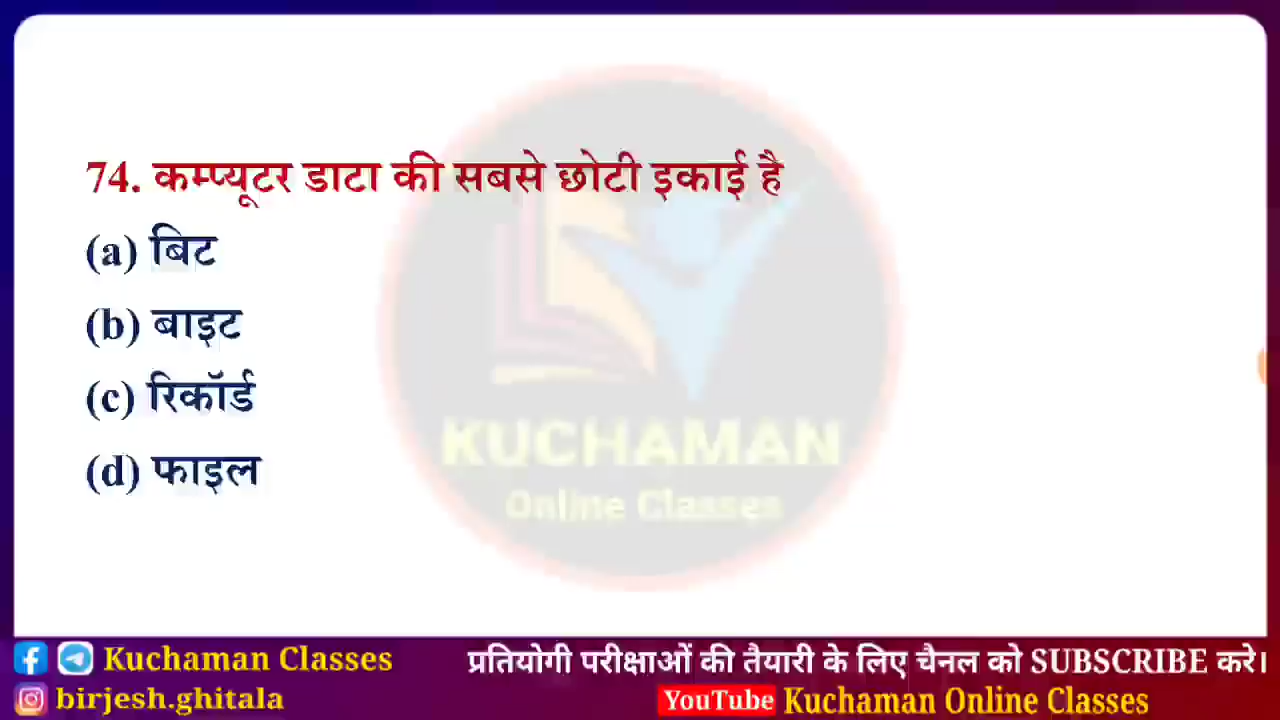 74. कम्प्यूटर डाटा की सबसे छोटी इकाई है
(a) बिट
(b) बाइट
(c) रिकॉर्ड
(d) फाइल
KUCHAMAN
Online Classes
Kuchaman Classes
प्रतियोगी परीक्षाओं की तैयारी के लिए चैनल को SUBSCRIBE करे।
birjesh.ghitala
YouTube Kuchaman Online Classes